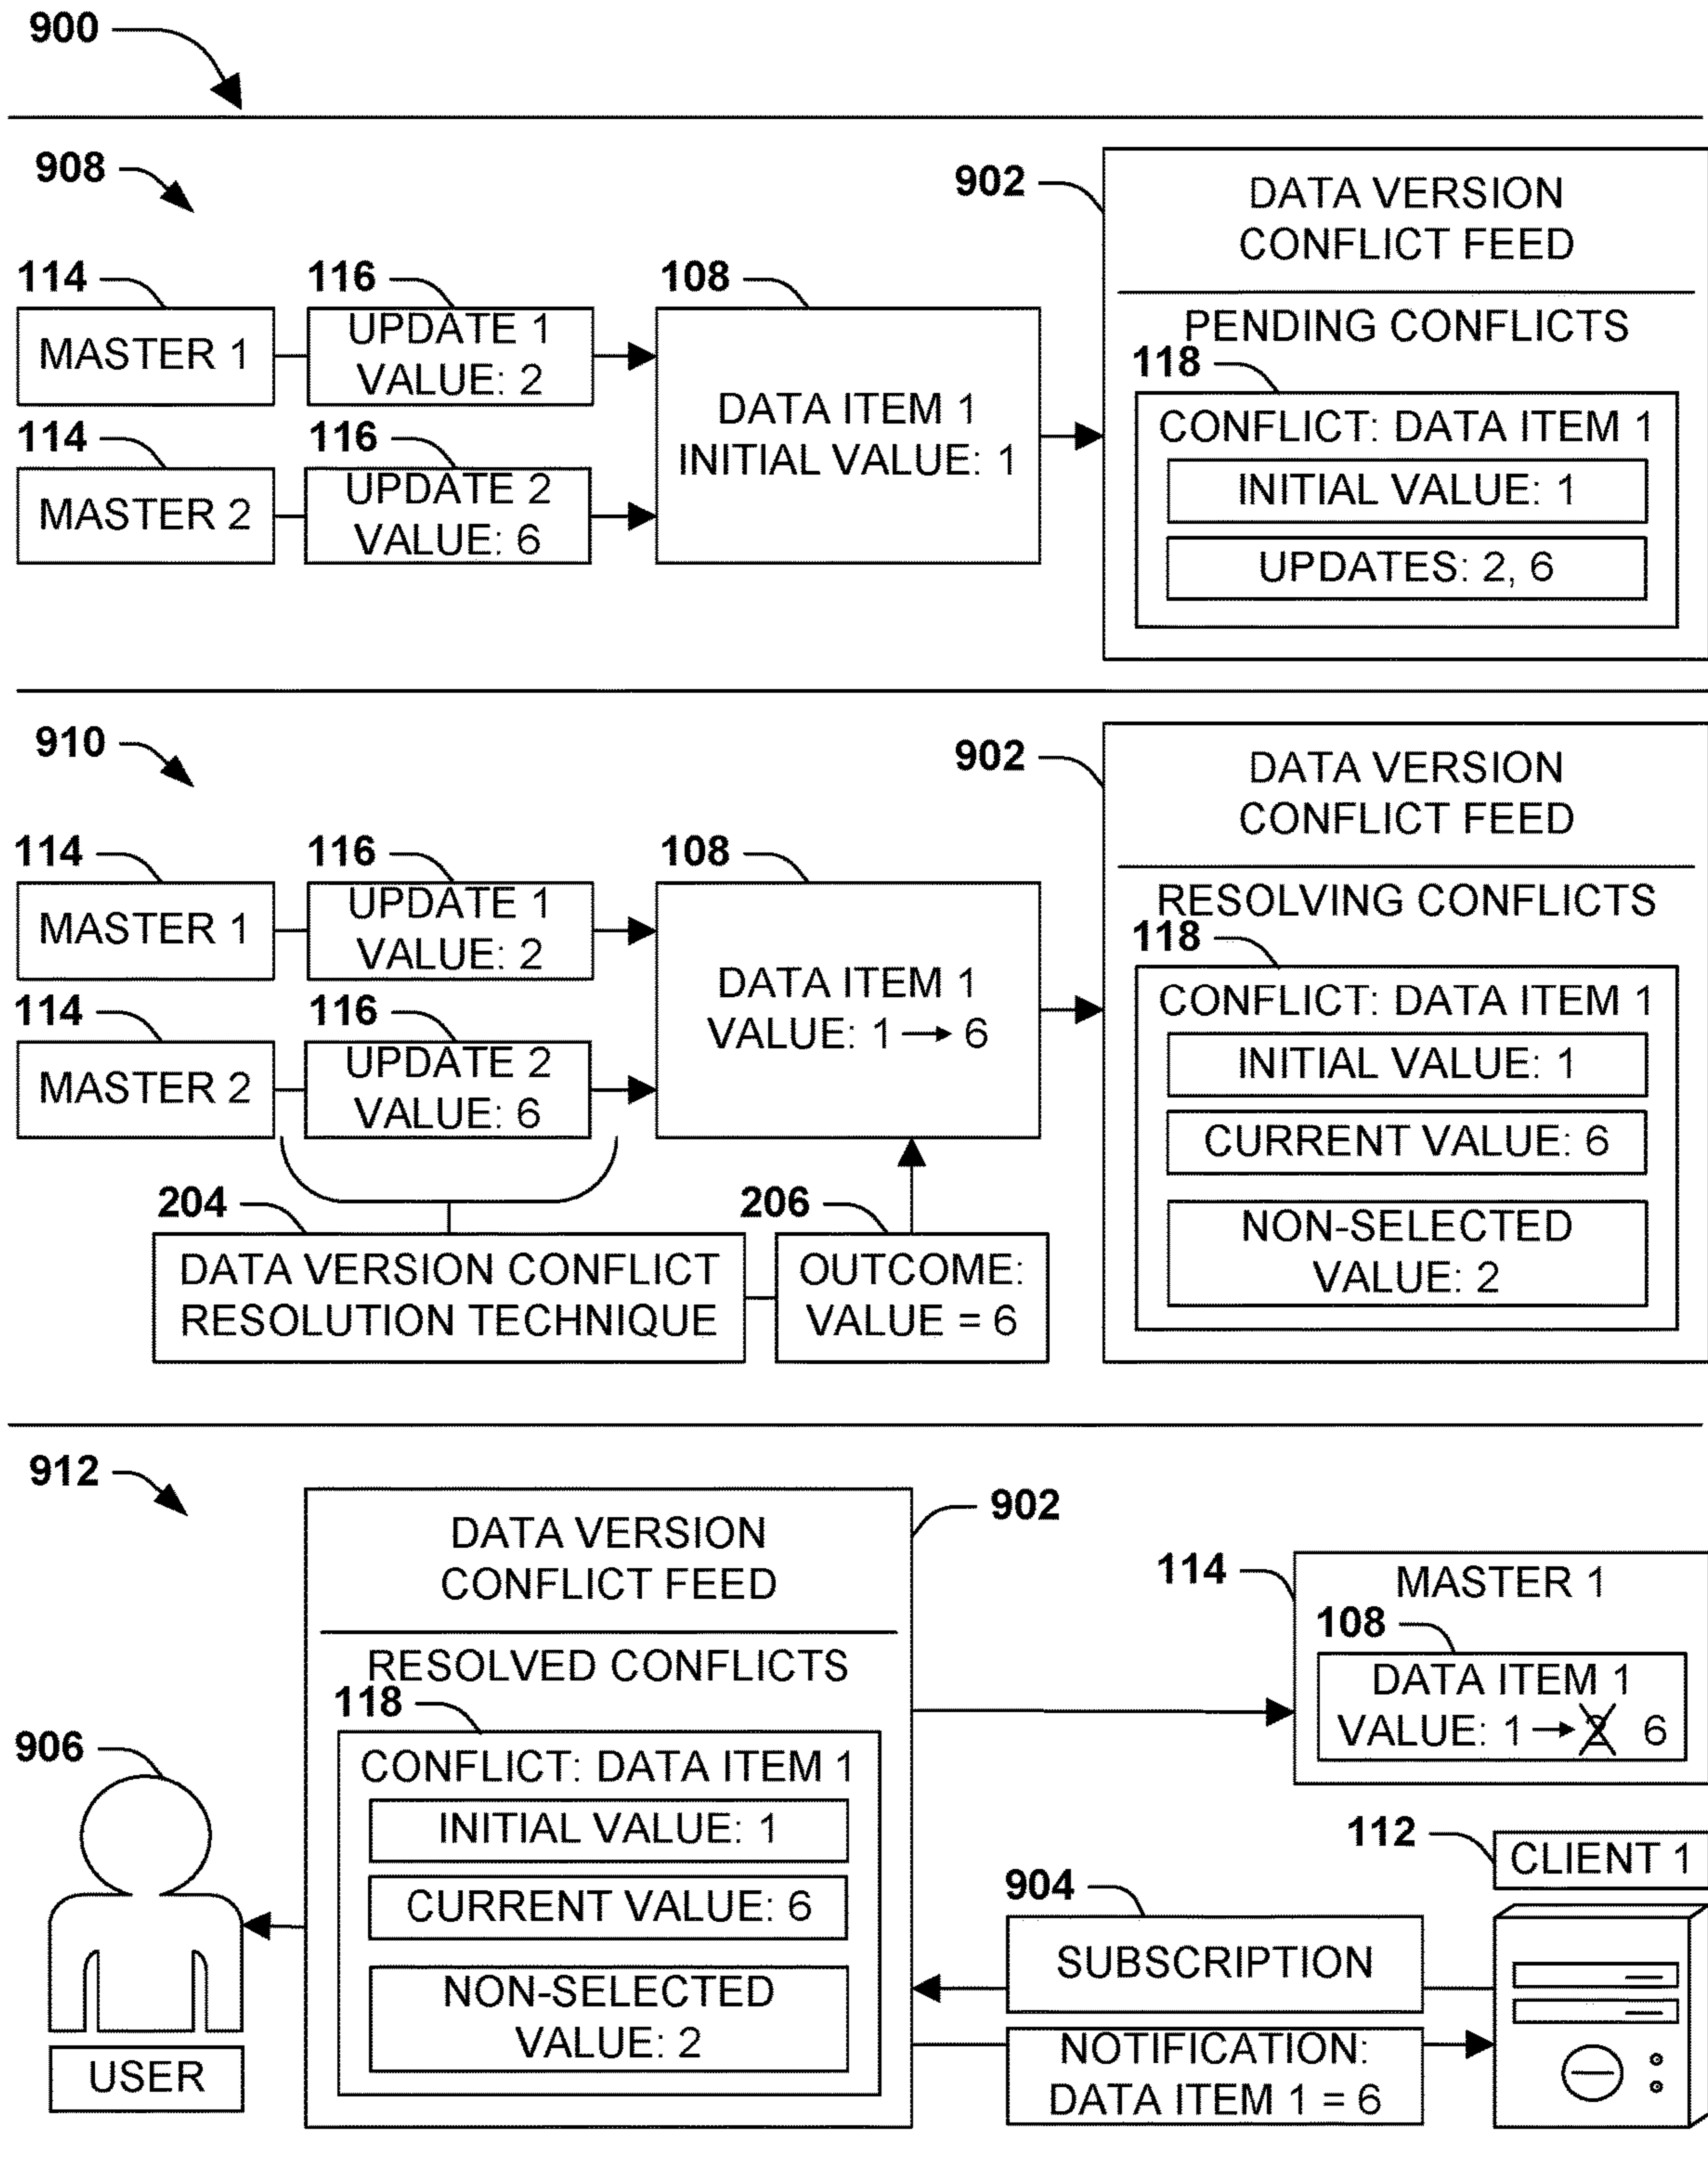 900
908
902
DATA VERSION
CONFLICT FEED
114
116
108
PENDING CONFLICTS
MASTER 1
UPDATE 1
VALUE: 2
118
114
116
DATA ITEM 1
INITIAL VALUE: 1
CONFLICT: DATA ITEM 1
MASTER 2
UPDATE 2
VALUE: 6
INITIAL VALUE: 1
UPDATES: 2, 6
910
902
DATA VERSION
CONFLICT FEED
114
116
108
RESOLVING CONFLICTS
MASTER 1
UPDATE 1
VALUE: 2
118
114
116
DATA ITEM 1
VALUE: 1 → 6
CONFLICT: DATA ITEM 1
MASTER 2
UPDATE 2
VALUE: 6
INITIAL VALUE: 1
CURRENT VALUE: 6
204
206
NON-SELECTED
VALUE: 2
DATA VERSION CONFLICT
RESOLUTION TECHNIQUE
OUTCOME:
VALUE = 6
912
902
DATA VERSION
CONFLICT FEED
114
MASTER 1
108
RESOLVED CONFLICTS
DATA ITEM 1
VALUE: 1 → 2 6
118
906
CONFLICT: DATA ITEM 1
INITIAL VALUE: 1
112
CLIENT 1
904
CURRENT VALUE: 6
SUBSCRIPTION
NON-SELECTED
VALUE: 2
NOTIFICATION:
DATA ITEM 1 = 6
USER